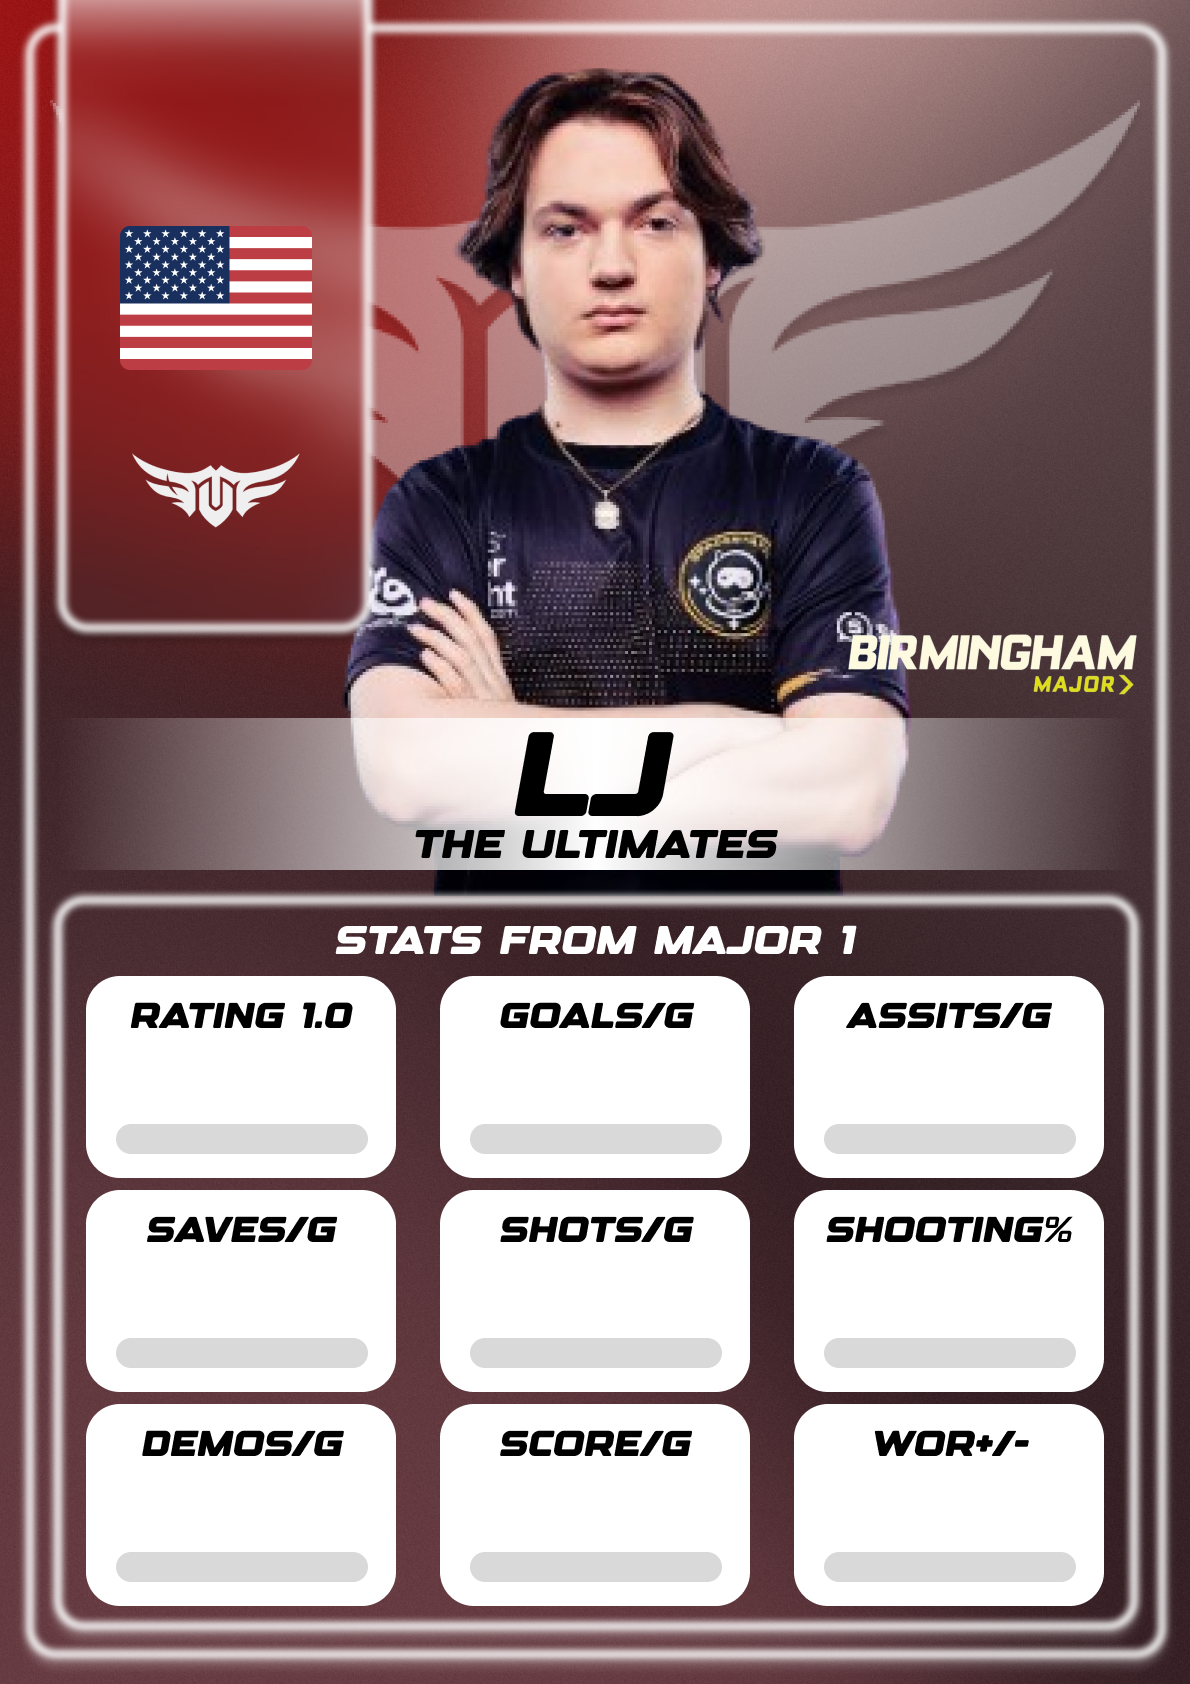 BIRMINGHAM
MAJOR
LJ
THE ULTIMATES
STATS FROM MAJOR 1
RATING 1.0
GOALS/G
ASSITS/G
SAVES/G
SHOTS/G
SHOOTING%
DEMOS/G
SCORE/G
WOR+/-